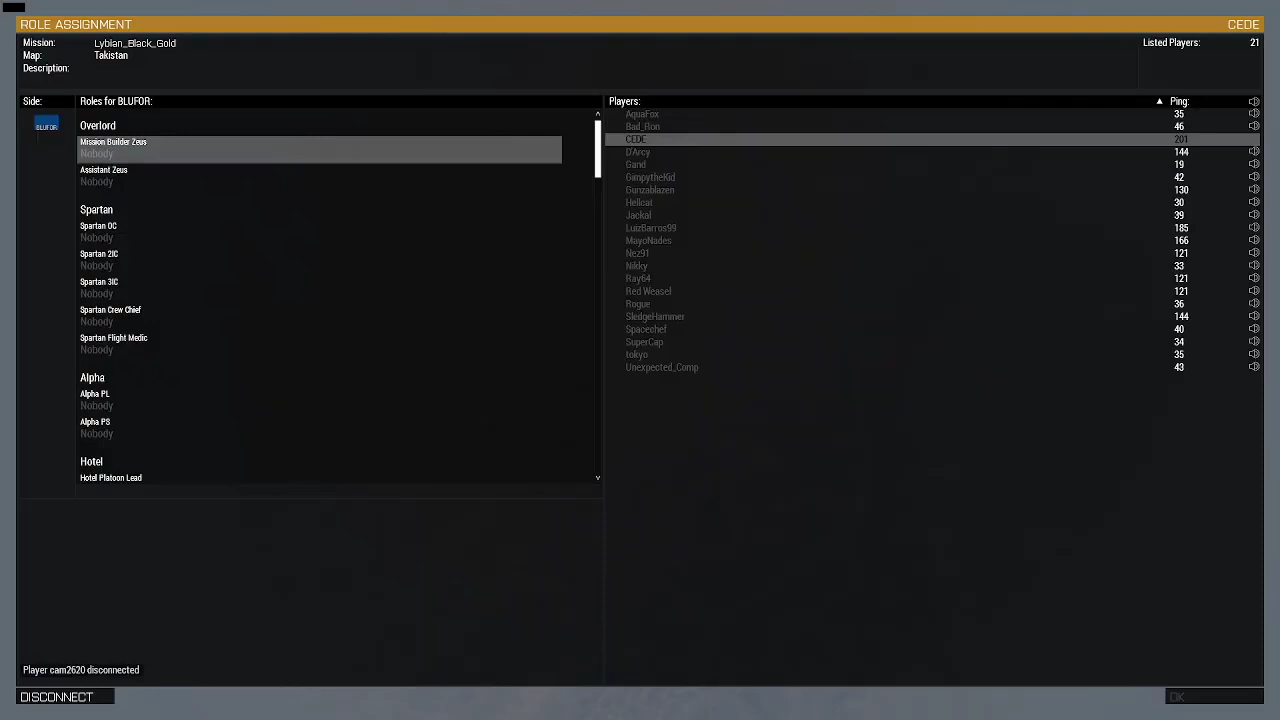 ROLE ASSIGNMENT CEDE
Mission: Lybian_Black_Gold Listed Players: 21
Map: Takistan
Description:
Side: Roles for BLUFOR: Players: Ping:
BLUFOR
Overlord
Mission Builder Zeus
Nobody
Assistant Zeus
Nobody
Spartan
Spartan OC
Nobody
Spartan 2IC
Nobody
Spartan 3IC
Nobody
Spartan Crew Chief
Nobody
Spartan Flight Medic
Nobody
Alpha
Alpha PL
Nobody
Alpha PS
Nobody
Hotel
Hotel Platoon Lead
AquaFox 35
Bad_Ron 46
CEDE 201
D'Arcy 144
Gand 19
GimpytheKid 42
Gunzablazen 130
Hellcat 30
Jackal 39
LuizBarros99 185
MayoNades 166
Nez91 121
Nikky 33
Ray64 121
Red Weasel 121
Rogue 36
SledgeHammer 144
Spacechef 40
SuperCap 34
tokyo 35
Unexpected_Comp 43
Player cam2620 disconnected
DISCONNECT OK